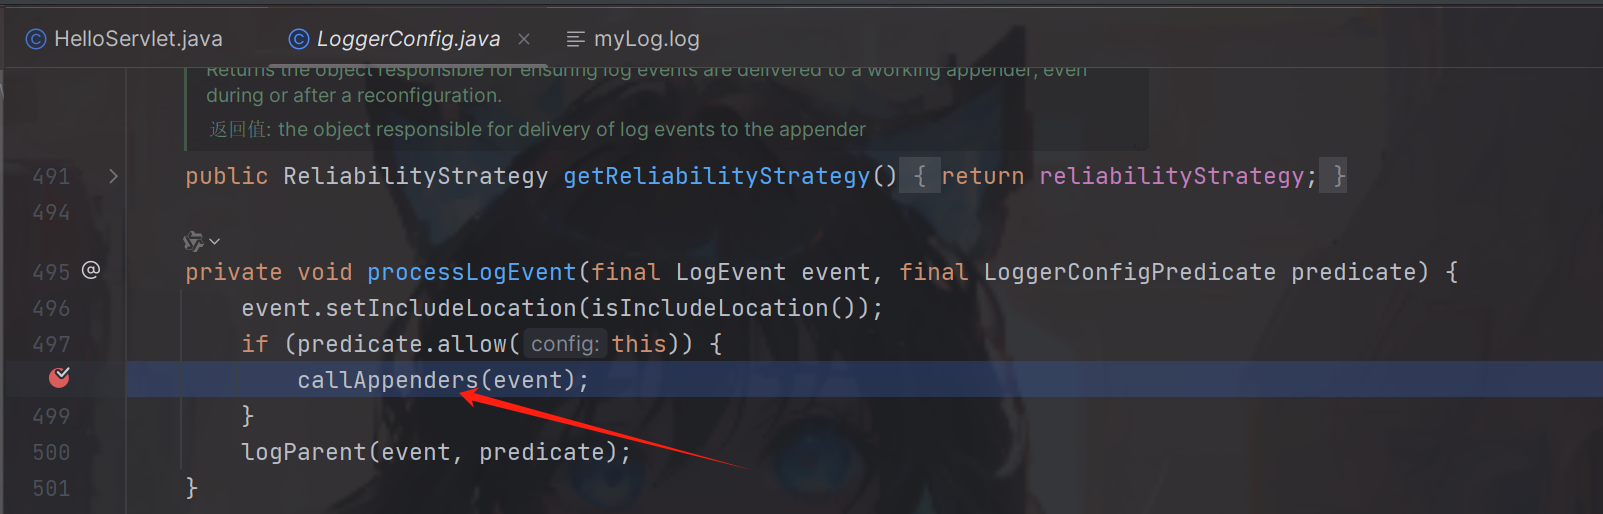 HelloServlet.java LoggerConfig.java × myLog.log
Returns the object responsible for ensuring log events are delivered to a working appender, even
during or after a reconfiguration.
返回值: the object responsible for delivery of log events to the appender
491 public ReliabilityStrategy getReliabilityStrategy() { return reliabilityStrategy; }
494
495 @ private void processLogEvent(final LogEvent event, final LoggerConfigPredicate predicate) {
496 event.setIncludeLocation(isIncludeLocation());
497 if (predicate.allow( config: this)) {
callAppenders(event);
499 }
500 logParent(event, predicate);
501 }